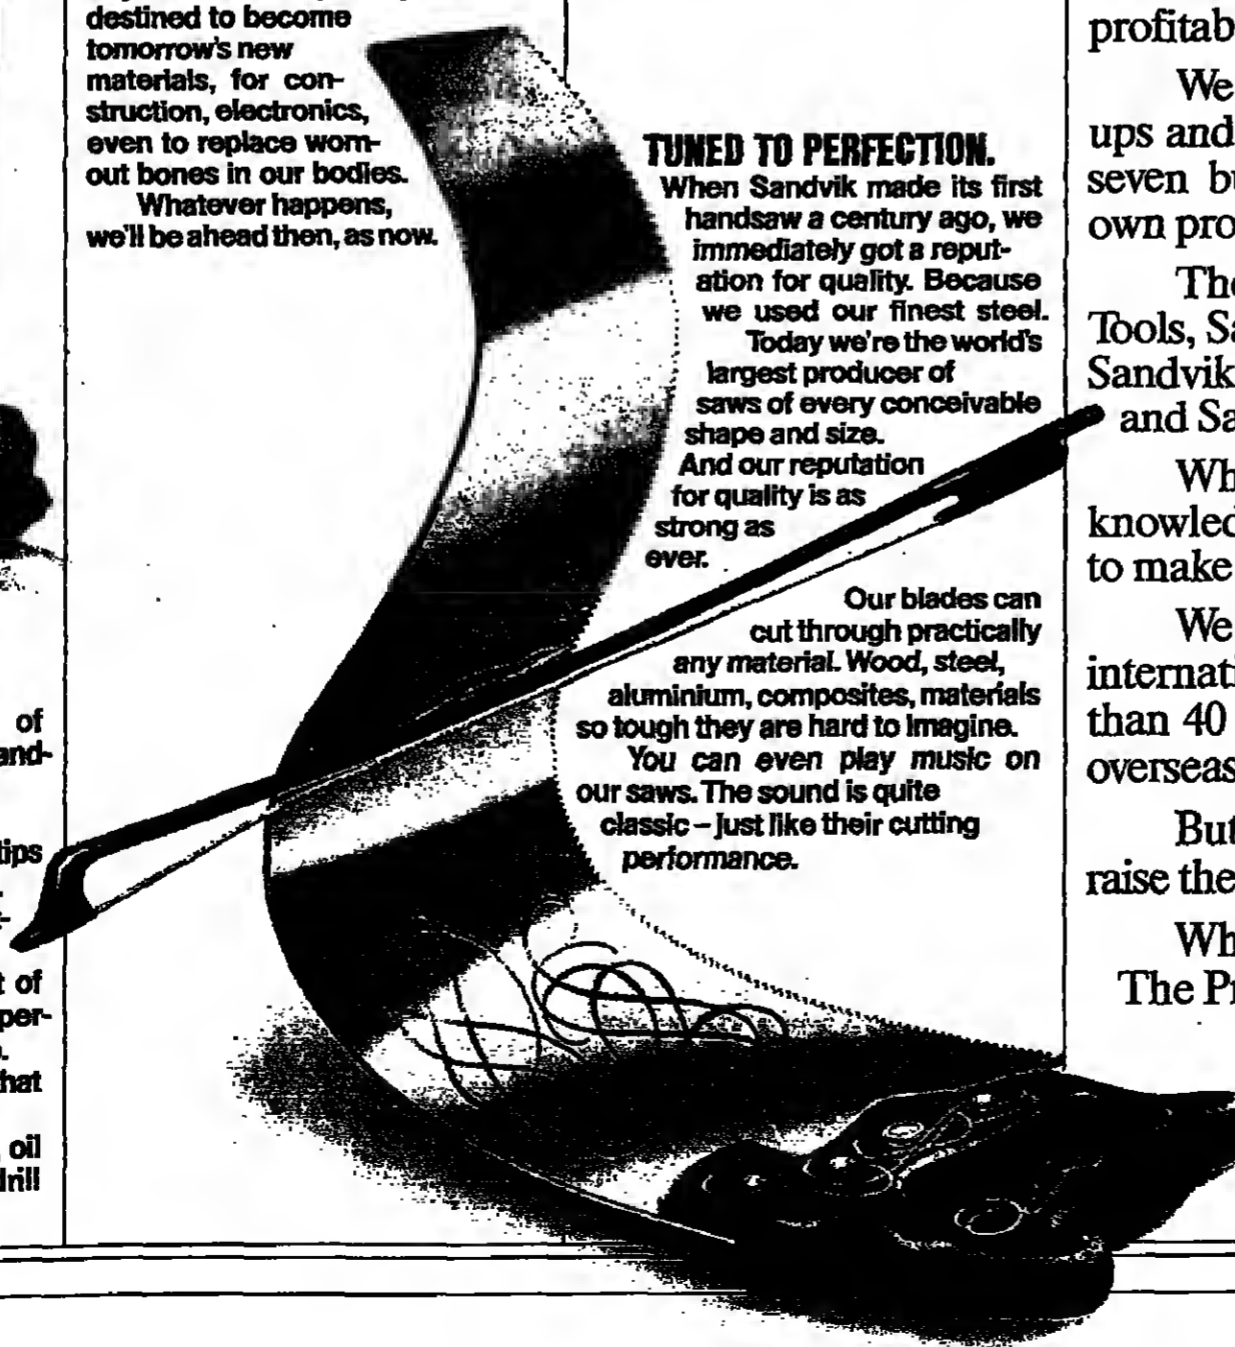 of
and-
tips
t of
per-
hat
oil
drill
destined to become
tomorrow's new
materials, for con-
struction, electronics,
even to replace worn-
out bones in our bodies.
Whatever happens,
we'll be ahead then, as now.
TUNED TO PERFECTION.
When Sandvik made its first
handsaw a century ago, we
immediately got a reput-
ation for quality. Because
we used our finest steel.
Today we're the world's
largest producer of
saws of every conceivable
shape and size.
And our reputation
for quality is as
strong as
ever.
Our blades can
cut through practically
any material. Wood, steel,
aluminium, composites, materials
so tough they are hard to imagine.
You can even play music on
our saws. The sound is quite
classic – just like their cutting
performance.
profitab
We
ups and
seven bu
own pro
The
Tools, Sa
Sandvik
and Sa
Wh
knowled
to make
We
internati
than 40
overseas
But
raise the
Wh
The Pr